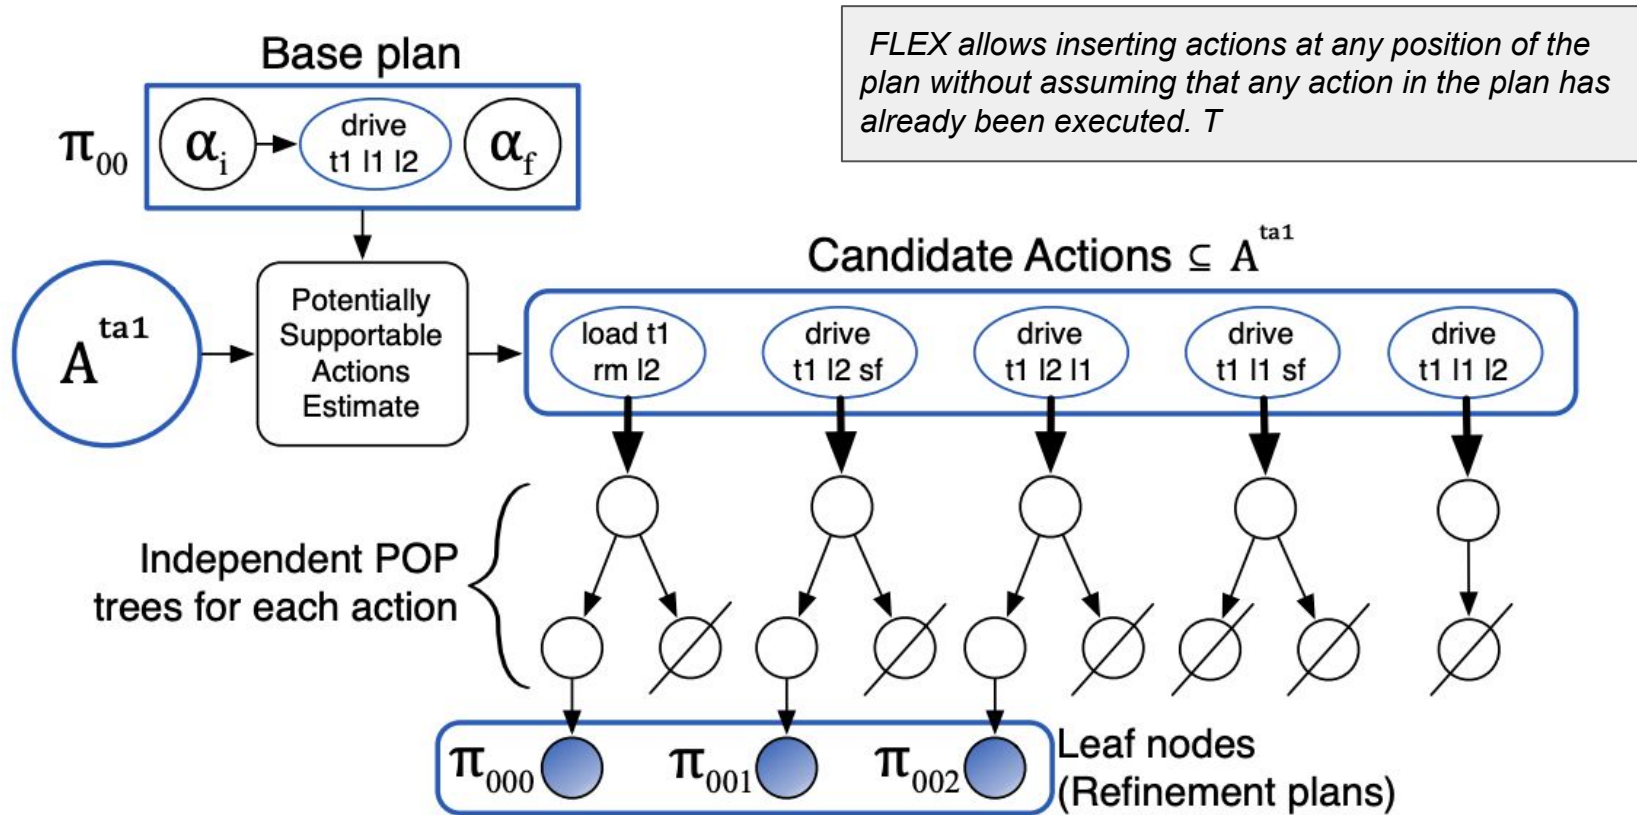 Base plan
π00
αi
drive
t1 l1 l2
αf
FLEX allows inserting actions at any position of the
plan without assuming that any action in the plan has
already been executed. T
Candidate Actions ⊆ A^ta1
A^ta1
Potentially
Supportable
Actions
Estimate
load t1
rm l2
drive
t1 l2 sf
drive
t1 l2 l1
drive
t1 l1 sf
drive
t1 l1 l2
Independent POP
trees for each action
π000
π001
π002
Leaf nodes
(Refinement plans)